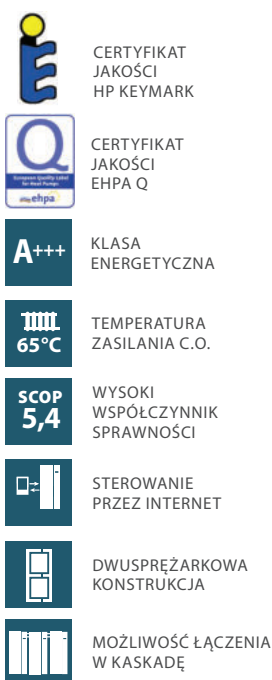 CERTYFIKAT
JAKOŚCI
HP KEYMARK
Q
European Quality Label
for Heat Pumps
ehpa
CERTYFIKAT
JAKOŚCI
EHPA Q
A+++
KLASA
ENERGETYCZNA
65°C
TEMPERATURA
ZASILANIA C.O.
SCOP
5,4
WYSOKI
WSPÓŁCZYNNIK
SPRAWNOŚCI
STEROWANIE
PRZEZ INTERNET
DWUSPRĘŻARKOWA
KONSTRUKCJA
MOŻLIWOŚĆ ŁĄCZENIA
W KASKADĘ